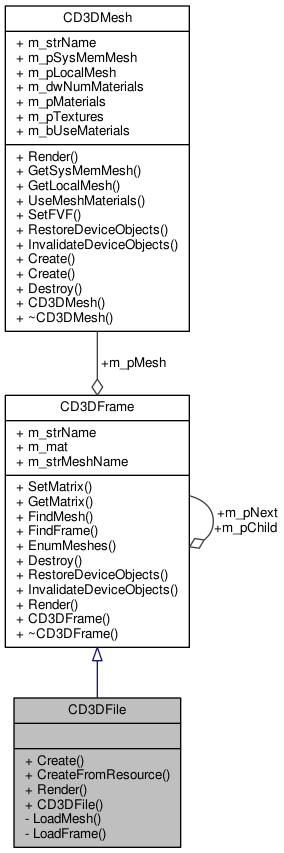 CD3DMesh
+ m_strName
+ m_pSysMemMesh
+ m_pLocalMesh
+ m_dwNumMaterials
+ m_pMaterials
+ m_pTextures
+ m_bUseMaterials
+ Render()
+ GetSysMemMesh()
+ GetLocalMesh()
+ UseMeshMaterials()
+ SetFVF()
+ RestoreDeviceObjects()
+ InvalidateDeviceObjects()
+ Create()
+ Create()
+ Destroy()
+ CD3DMesh()
+ ~CD3DMesh()
+m_pMesh
CD3DFrame
+ m_strName
+ m_mat
+ m_strMeshName
+ SetMatrix()
+ GetMatrix()
+ FindMesh()
+ FindFrame()
+ EnumMeshes()
+ Destroy()
+ RestoreDeviceObjects()
+ InvalidateDeviceObjects()
+ Render()
+ CD3DFrame()
+ ~CD3DFrame()
+m_pNext
+m_pChild
CD3DFile
+ Create()
+ CreateFromResource()
+ Render()
+ CD3DFile()
- LoadMesh()
- LoadFrame()